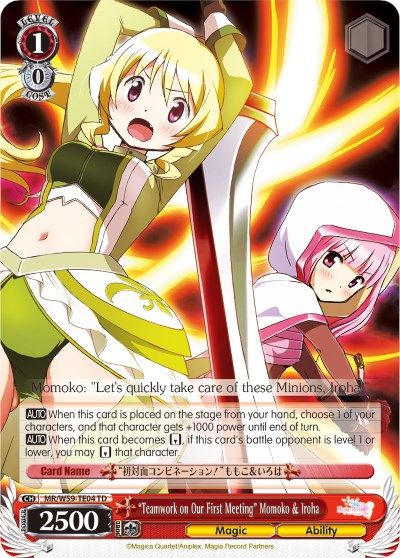 LEVEL
1
0
COST
Momoko: "Let's quickly take care of these Minions, Iroha!"
AUTO When this card is placed on the stage from your hand, choose 1 of your
characters, and that character gets +1000 power until end of turn.
AUTO When this card becomes [▼], if this card's battle opponent is level 1 or
lower, you may [▼] that character.
Card Name "初対面コンビネーション！"ももこ&いろは
CH MR/W59-TE04 TD
"Teamwork on Our First Meeting" Momoko & Iroha
2500
Magic
Ability
©Magica Quartet/Aniplex, Magia Record Partners